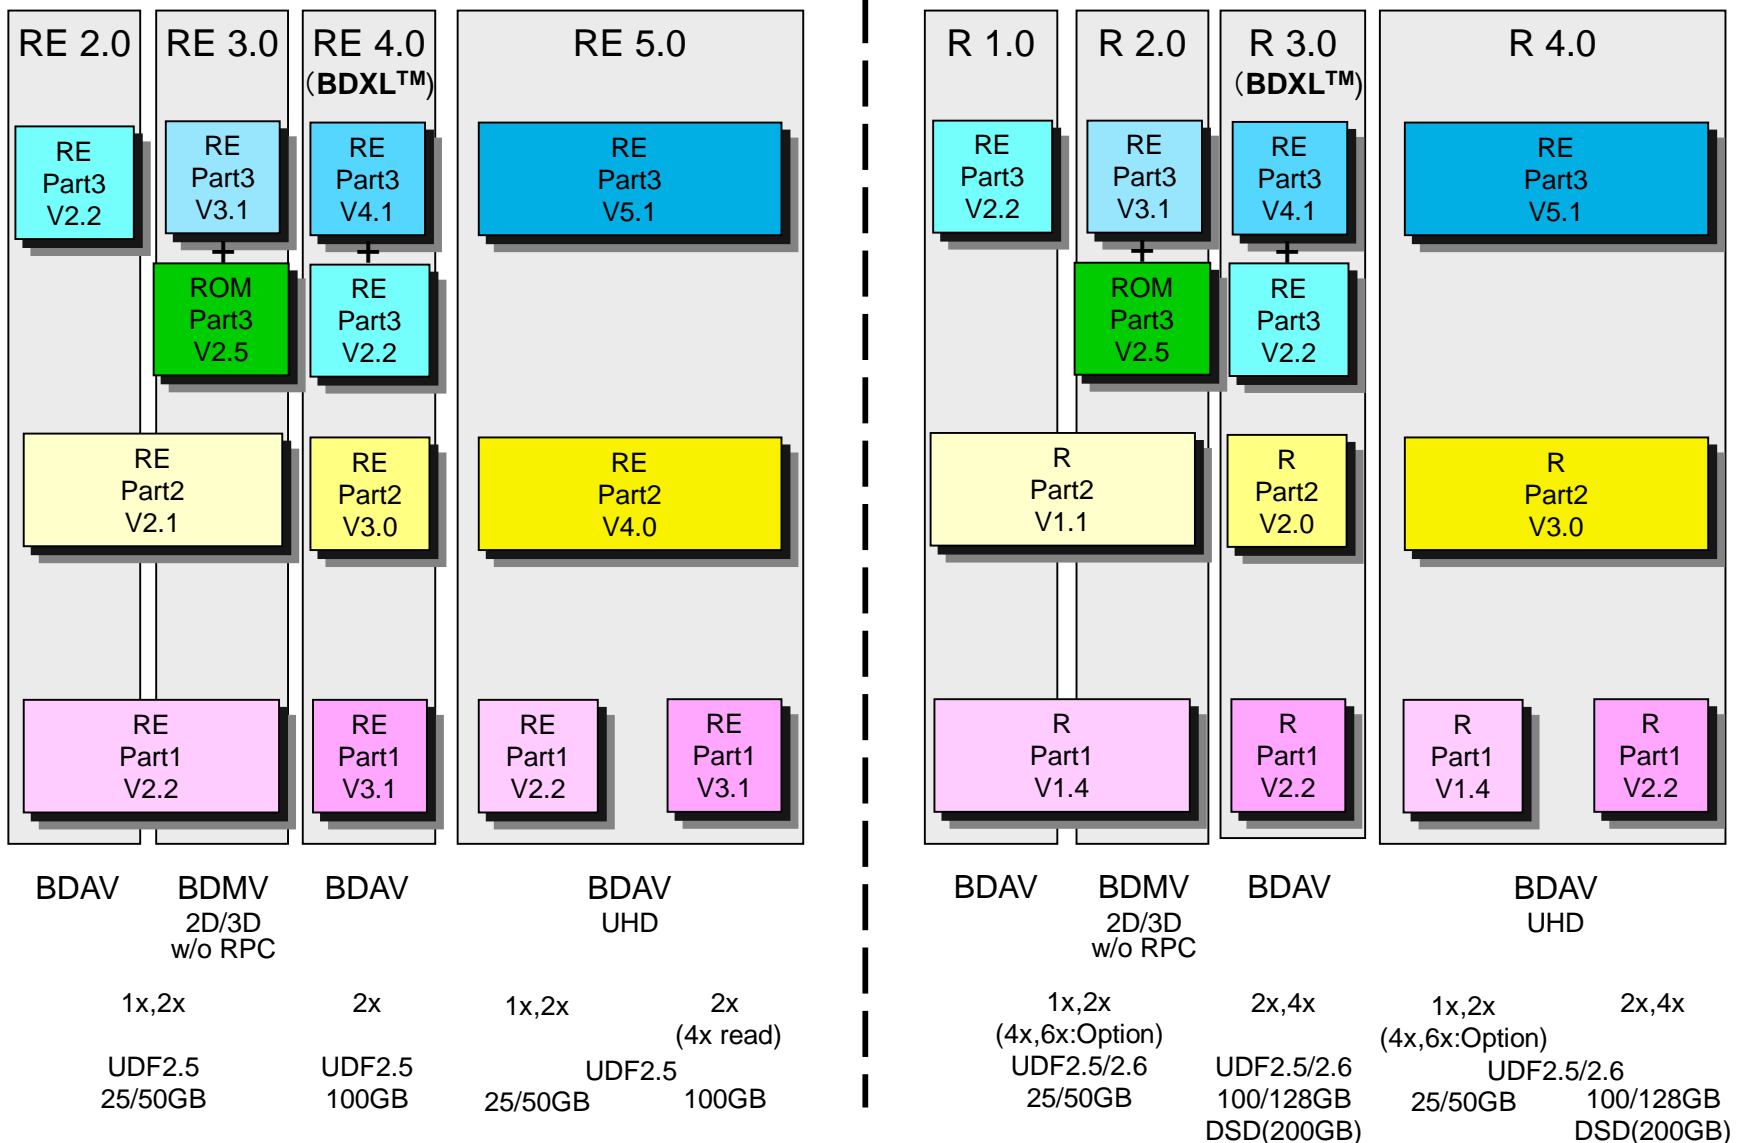 RE 2.0
RE 3.0
RE 4.0
（BDXL™)
RE 5.0
RE
Part3
V2.2
RE
Part3
V3.1
+
ROM
Part3
V2.5
RE
Part3
V4.1
+
RE
Part3
V2.2
RE
Part3
V5.1
RE
Part2
V2.1
RE
Part2
V3.0
RE
Part2
V4.0
RE
Part1
V2.2
RE
Part1
V3.1
RE
Part1
V2.2
RE
Part1
V3.1
BDAV
BDMV
2D/3D
w/o RPC
BDAV
BDAV
UHD
1x,2x
2x
1x,2x
2x
(4x read)
UDF2.5
25/50GB
UDF2.5
100GB
UDF2.5
25/50GB
100GB
R 1.0
R 2.0
R 3.0
（BDXL™)
R 4.0
RE
Part3
V2.2
RE
Part3
V3.1
+
ROM
Part3
V2.5
RE
Part3
V4.1
+
RE
Part3
V2.2
RE
Part3
V5.1
R
Part2
V1.1
R
Part2
V2.0
R
Part2
V3.0
R
Part1
V1.4
R
Part1
V2.2
R
Part1
V1.4
R
Part1
V2.2
BDAV
BDMV
2D/3D
w/o RPC
BDAV
BDAV
UHD
1x,2x
(4x,6x:Option)
2x,4x
1x,2x
(4x,6x:Option)
2x,4x
UDF2.5/2.6
25/50GB
UDF2.5/2.6
100/128GB
DSD(200GB)
UDF2.5/2.6
25/50GB
100/128GB
DSD(200GB)